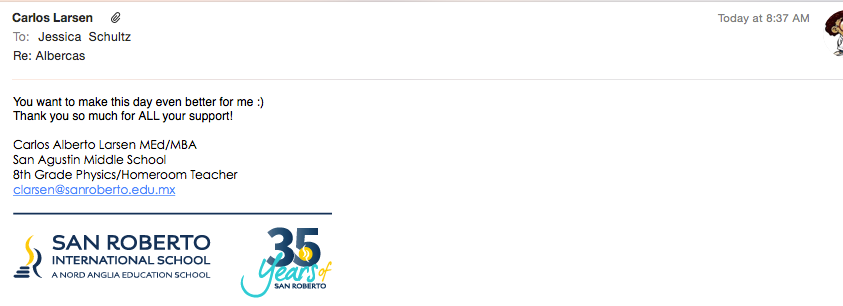 Carlos Larsen
Today at 8:37 AM
To: Jessica Schultz
Re: Albercas
You want to make this day even better for me :)
Thank you so much for ALL your support!
Carlos Alberto Larsen MEd/MBA
San Agustin Middle School
8th Grade Physics/Homeroom Teacher
clarsen@sanroberto.edu.mx
SAN ROBERTO
INTERNATIONAL SCHOOL
A NORD ANGLIA EDUCATION SCHOOL
35
Years of
SAN ROBERTO